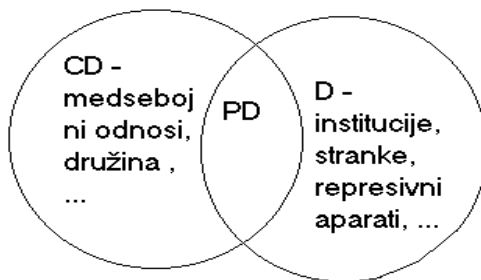 CD -
medseboj
ni odnosi,
družina ,
...
PD
D -
institucije,
stranke,
represivni
aparati, ...